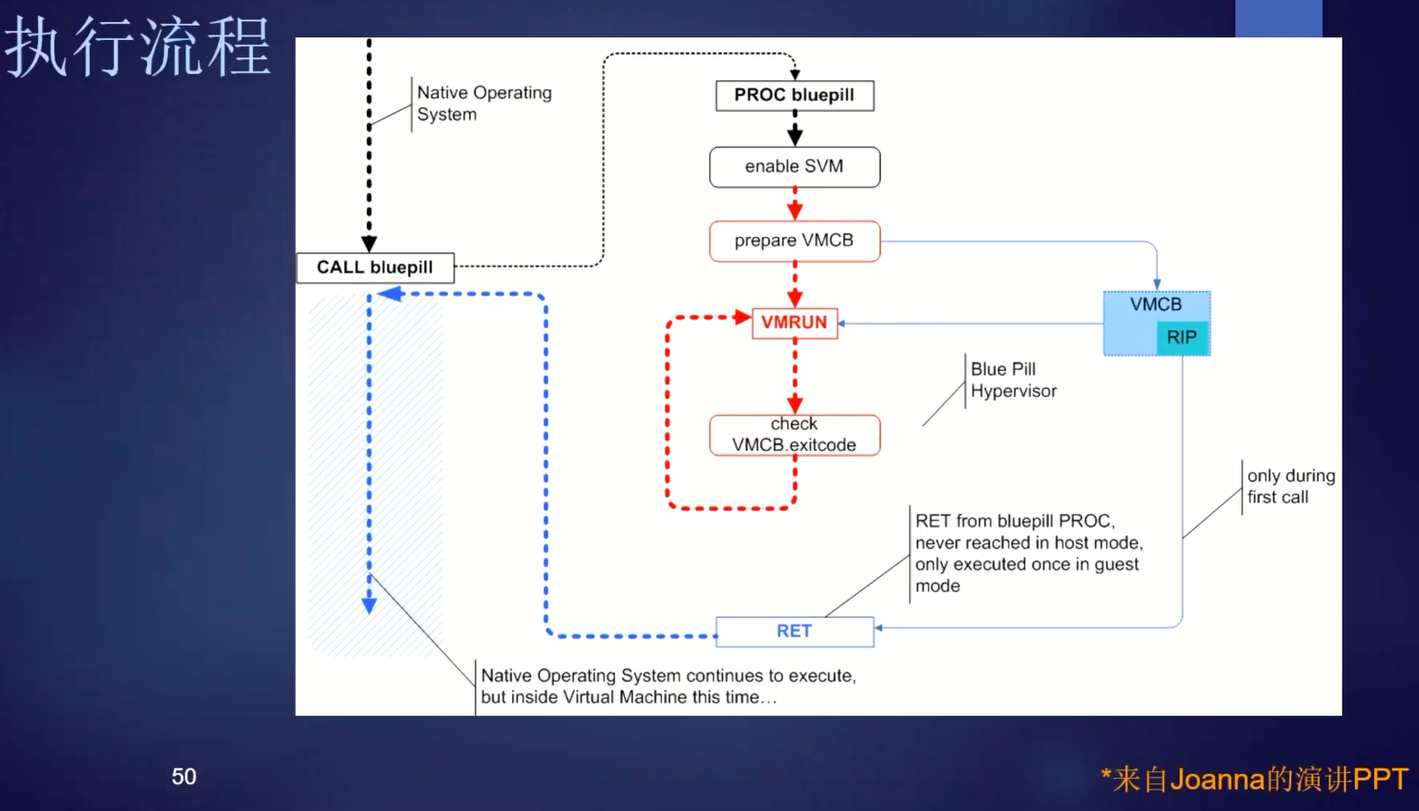 执行流程
Native Operating
System
PROC bluepill
enable SVM
prepare VMCB
CALL bluepill
VMCB
RIP
VMRUN
Blue Pill
Hypervisor
check
VMCB.exitcode
only during
first call
RET from bluepill PROC,
never reached in host mode,
only executed once in guest
mode
RET
Native Operating System continues to execute,
but inside Virtual Machine this time…
50
*来自Joanna的演讲PPT